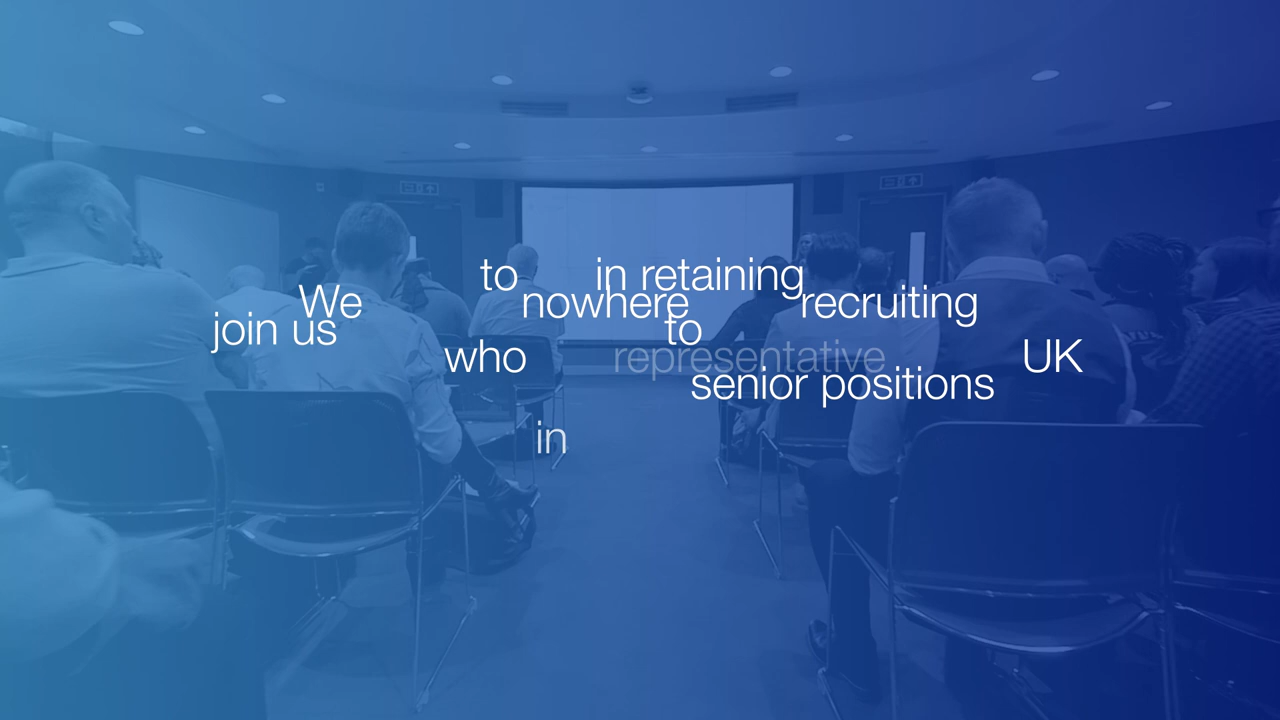 to in retaining
We nowhere recruiting
join us to
who representative UK
senior positions
in